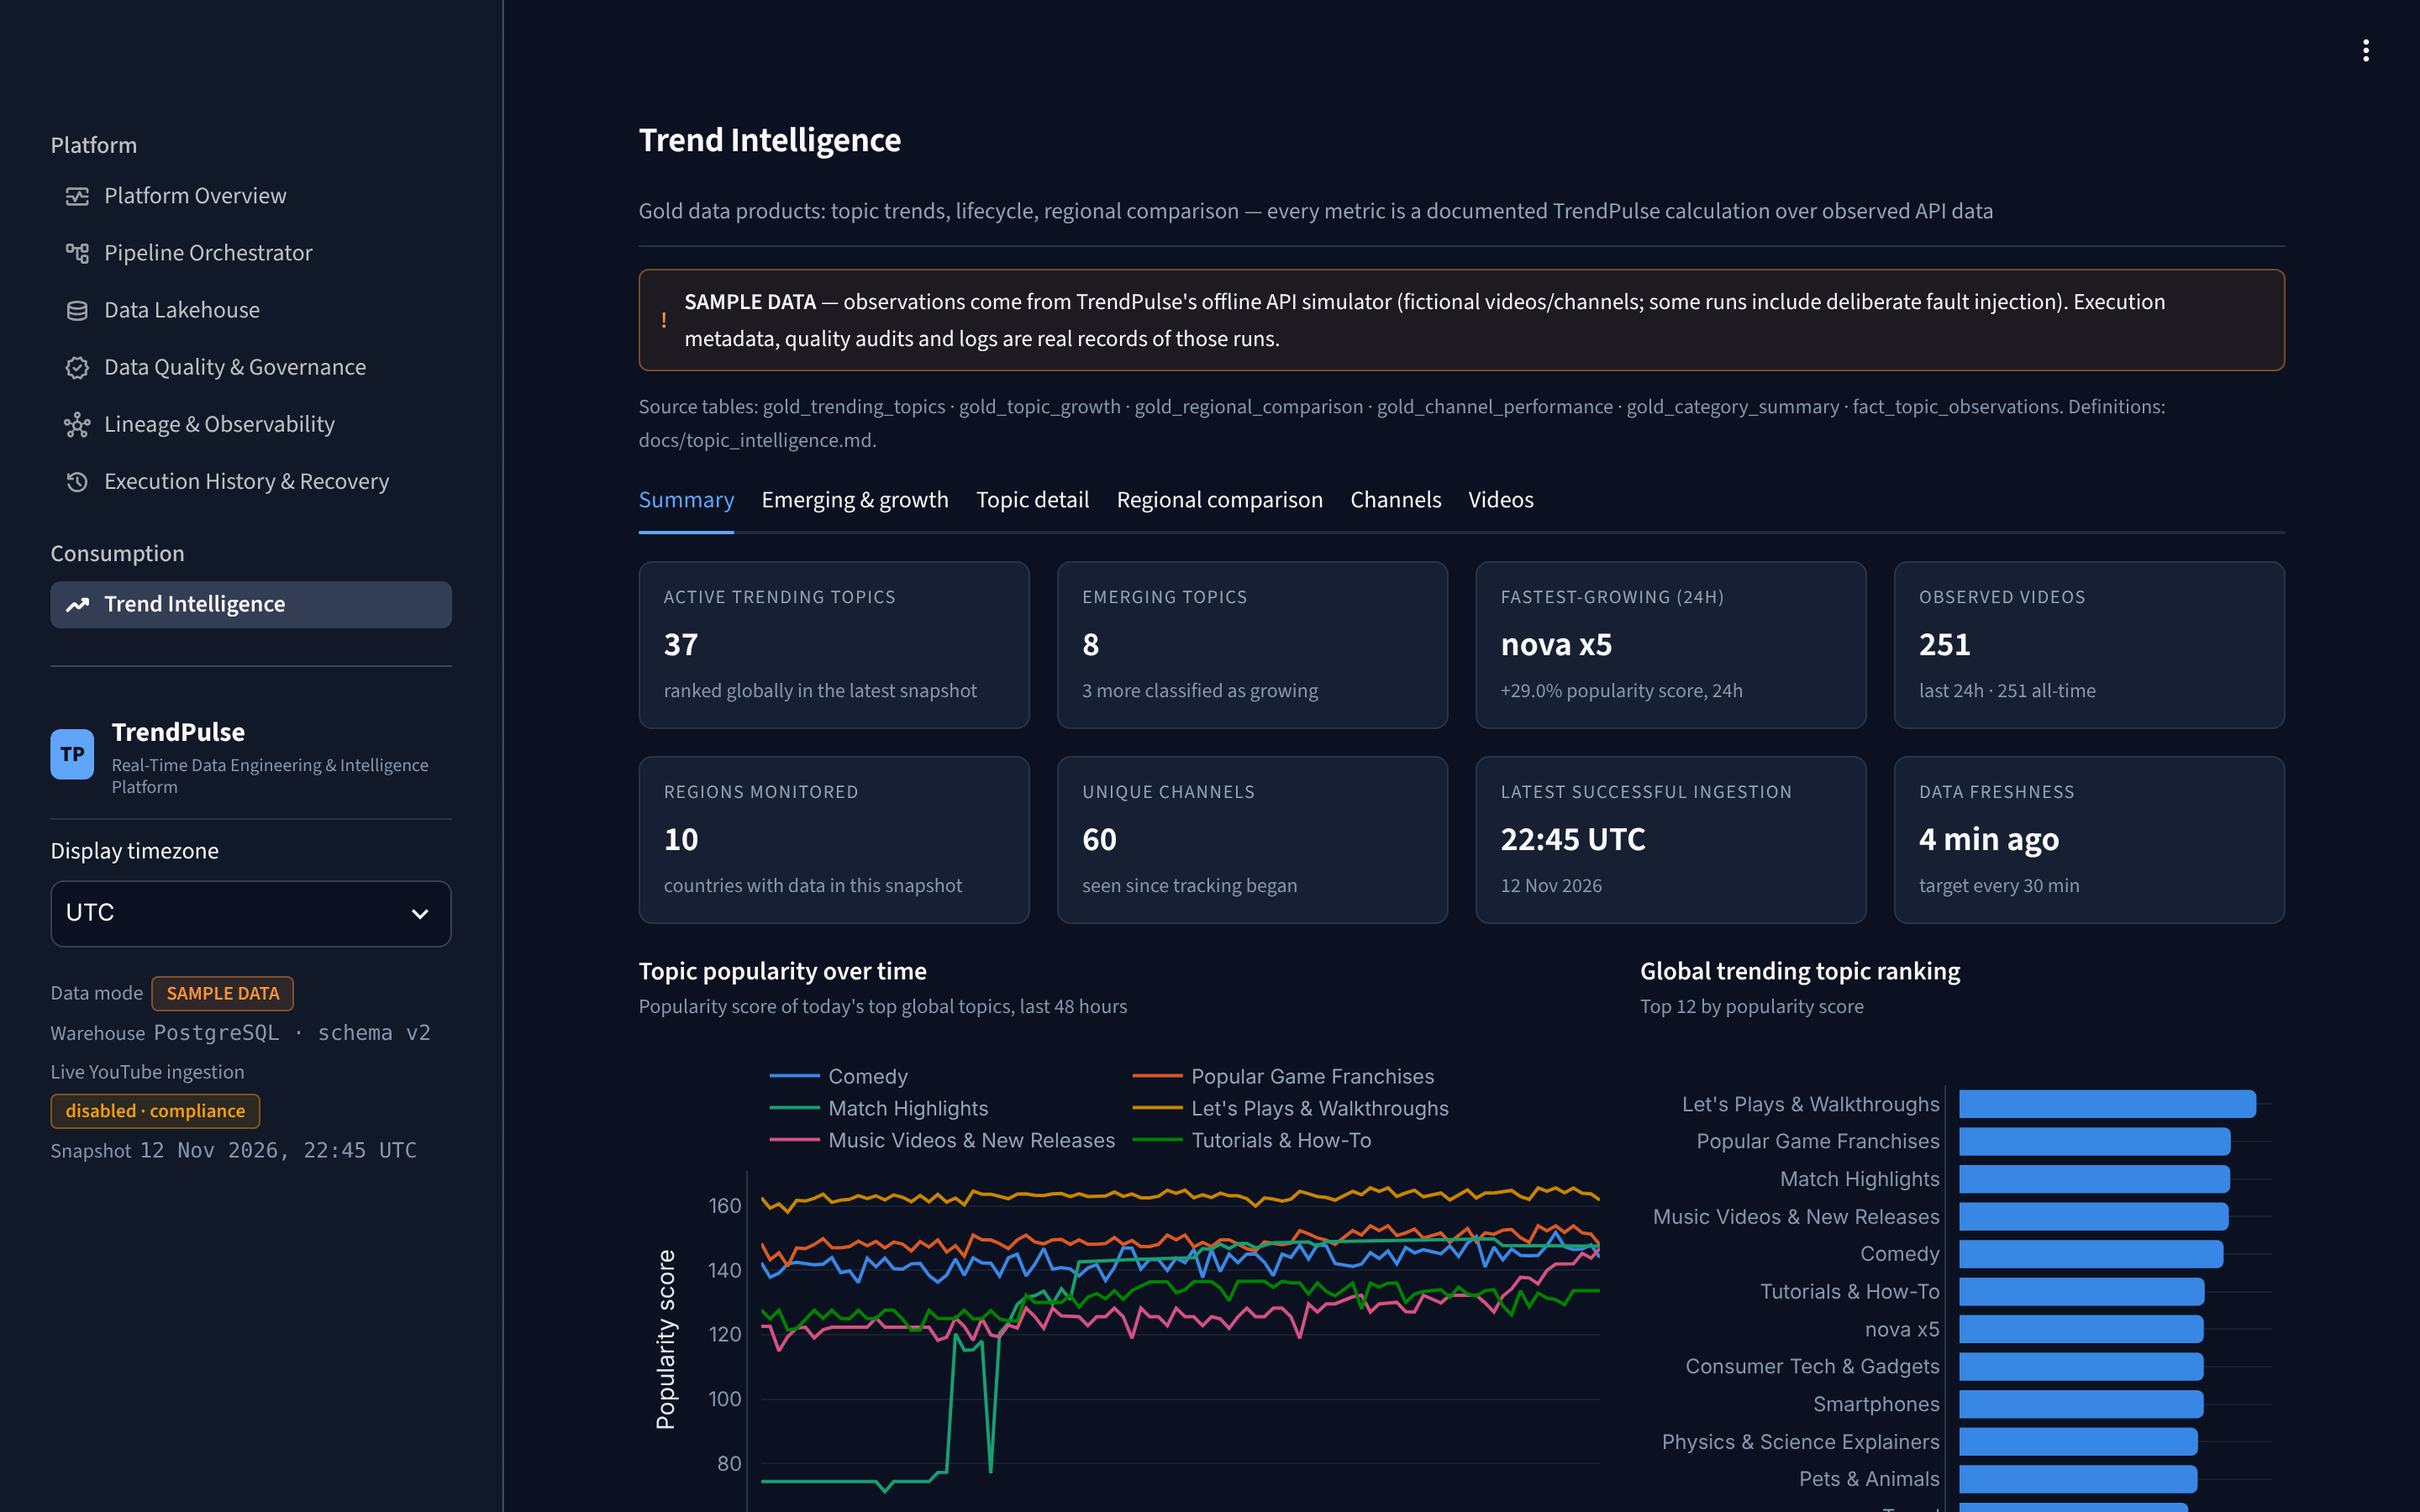 Platform
Platform Overview
Pipeline Orchestrator
Data Lakehouse
Data Quality & Governance
Lineage & Observability
Execution History & Recovery
Consumption
Trend Intelligence
TP
TrendPulse
Real-Time Data Engineering & Intelligence
Platform
Display timezone
UTC
Data mode SAMPLE DATA
Warehouse PostgreSQL · schema v2
Live YouTube ingestion
disabled · compliance
Snapshot 12 Nov 2026, 22:45 UTC
Trend Intelligence
Gold data products: topic trends, lifecycle, regional comparison — every metric is a documented TrendPulse calculation over observed API data
! SAMPLE DATA — observations come from TrendPulse's offline API simulator (fictional videos/channels; some runs include deliberate fault injection). Execution
metadata, quality audits and logs are real records of those runs.
Source tables: gold_trending_topics · gold_topic_growth · gold_regional_comparison · gold_channel_performance · gold_category_summary · fact_topic_observations. Definitions:
docs/topic_intelligence.md.
Summary Emerging & growth Topic detail Regional comparison Channels Videos
ACTIVE TRENDING TOPICS
37
ranked globally in the latest snapshot
EMERGING TOPICS
8
3 more classified as growing
FASTEST-GROWING (24H)
nova x5
+29.0% popularity score, 24h
OBSERVED VIDEOS
251
last 24h · 251 all-time
REGIONS MONITORED
10
countries with data in this snapshot
UNIQUE CHANNELS
60
seen since tracking began
LATEST SUCCESSFUL INGESTION
22:45 UTC
12 Nov 2026
DATA FRESHNESS
4 min ago
target every 30 min
Topic popularity over time
Popularity score of today's top global topics, last 48 hours
Comedy Popular Game Franchises
Match Highlights Let's Plays & Walkthroughs
Music Videos & New Releases Tutorials & How-To
Popularity score
160
140
120
100
80
Global trending topic ranking
Top 12 by popularity score
Let's Plays & Walkthroughs
Popular Game Franchises
Match Highlights
Music Videos & New Releases
Comedy
Tutorials & How-To
nova x5
Consumer Tech & Gadgets
Smartphones
Physics & Science Explainers
Pets & Animals